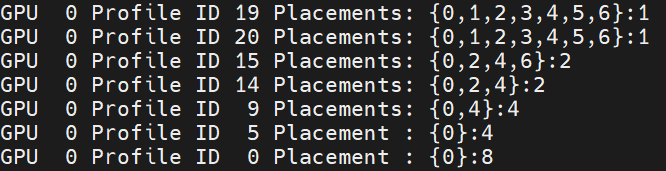 GPU  0 Profile ID 19 Placements: {0,1,2,3,4,5,6}:1
GPU  0 Profile ID 20 Placements: {0,1,2,3,4,5,6}:1
GPU  0 Profile ID 15 Placements: {0,2,4,6}:2
GPU  0 Profile ID 14 Placements: {0,2,4}:2
GPU  0 Profile ID  9 Placements: {0,4}:4
GPU  0 Profile ID  5 Placement : {0}:4
GPU  0 Profile ID  0 Placement : {0}:8